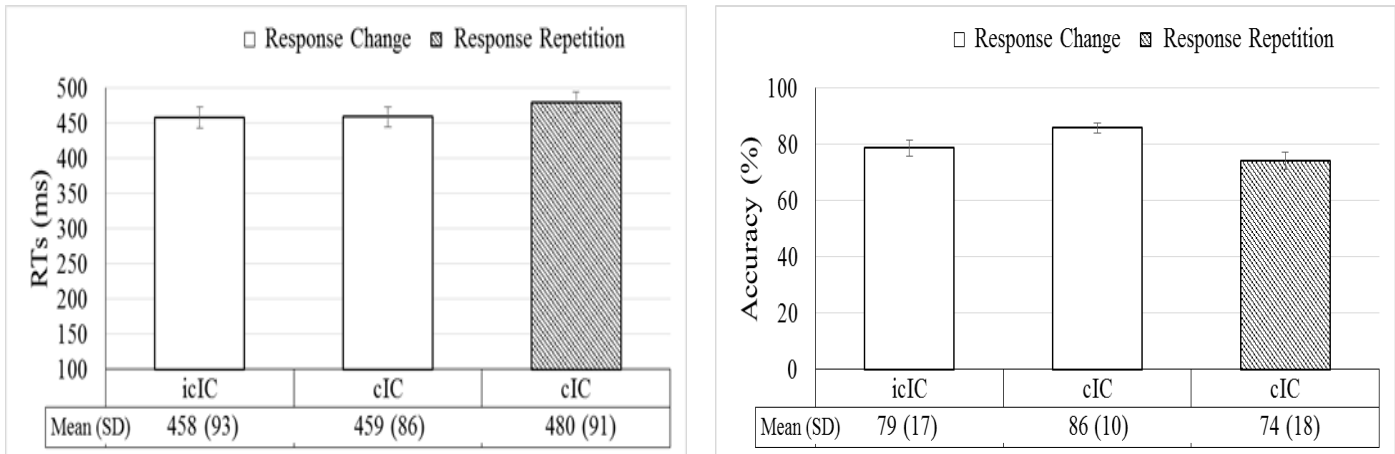 Response Change Response Repetition
RTs (ms)
500
450
400
350
300
250
200
150
100
icIC cIC cIC
Mean (SD) 458 (93) 459 (86) 480 (91)
Response Change Response Repetition
Accuracy (%)
100
80
60
40
20
0
icIC cIC cIC
Mean (SD) 79 (17) 86 (10) 74 (18)